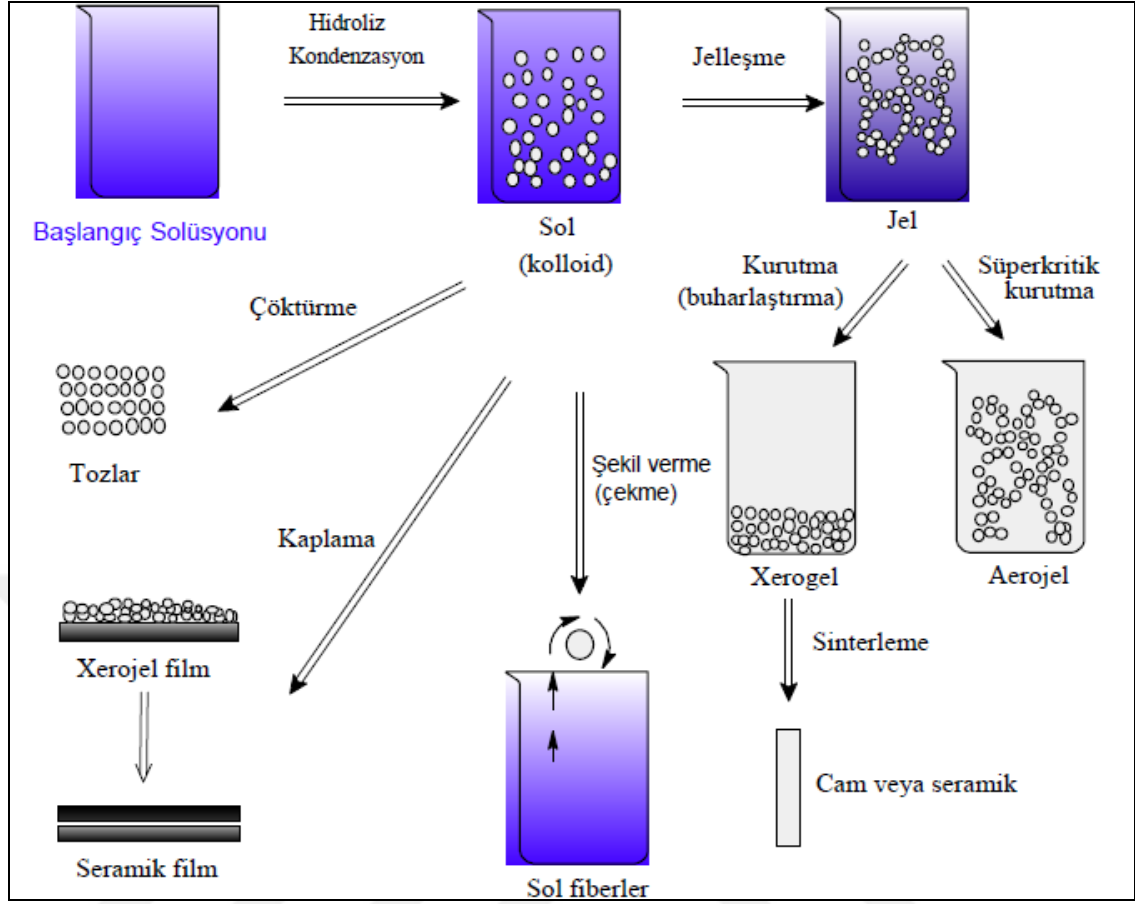 Hidroliz
Kondenzasyon
Jelleşme
Başlangıç Solüsyonu
Sol
(kolloid)
Jel
Çöktürme
Kurutma
(buharlaştırma)
Süperkritik
kurutma
Tozlar
Kaplama
Şekil verme
(çekme)
Xerogel
Aerojel
Xerojel film
Sinterleme
Cam veya seramik
Seramik film
Sol fiberler